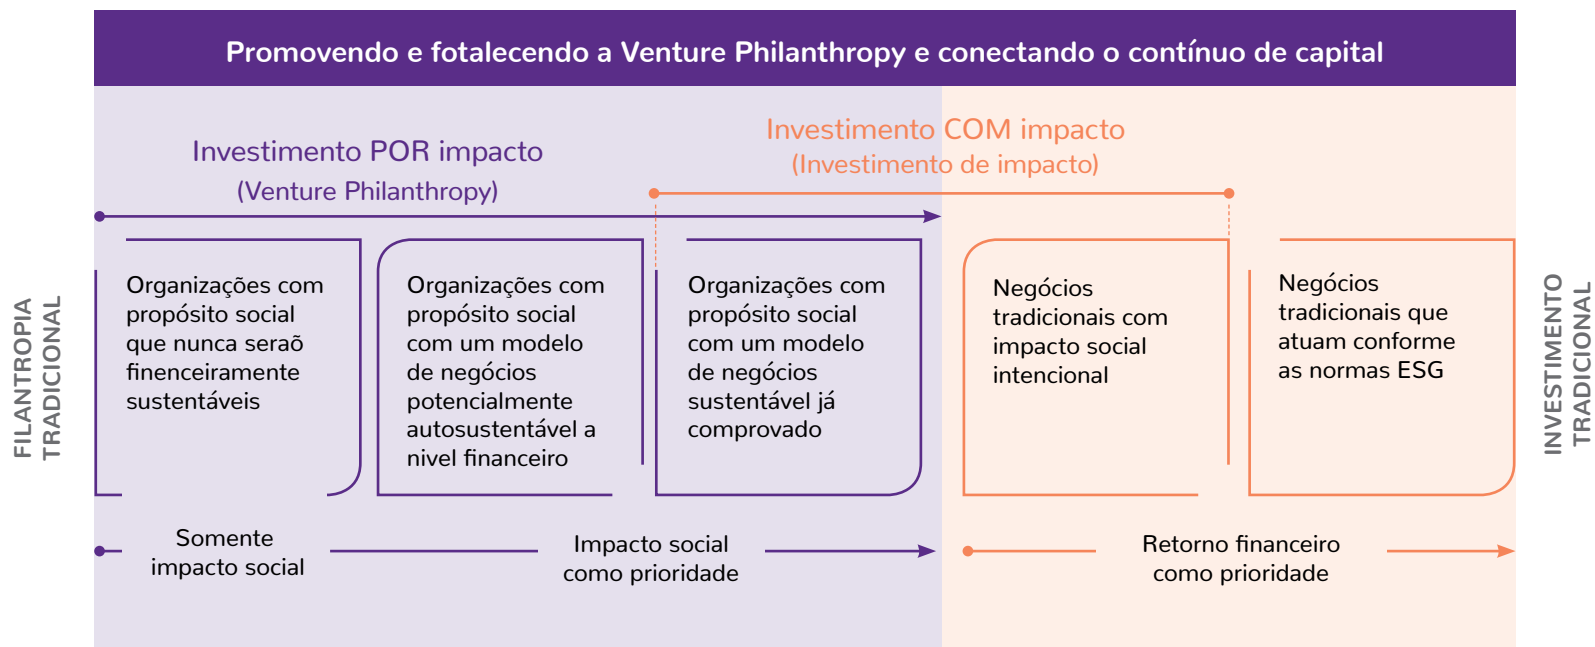 Promovendo e fotalecendo a Venture Philanthropy e conectando o contínuo de capital
Investimento POR impacto
(Venture Philanthropy)
Investimento COM impacto
(Investimento de impacto)
FILANTROPIA
TRADICIONAL
Organizações com
propósito social
que nunca seraõ
finenceiramente
sustentáveis
Organizações com
propósito social
com um modelo
de negócios
potencialmente
autosustentável a
nivel financeiro
Organizações com
propósito social
com um modelo
de negócios
sustentável já
comprovado
Negócios
tradicionais com
impacto social
intencional
Negócios
tradicionais que
atuam conforme
as normas ESG
INVESTIMENTO
TRADICIONAL
Somente
impacto social
Impacto social
como prioridade
Retorno financeiro
como prioridade